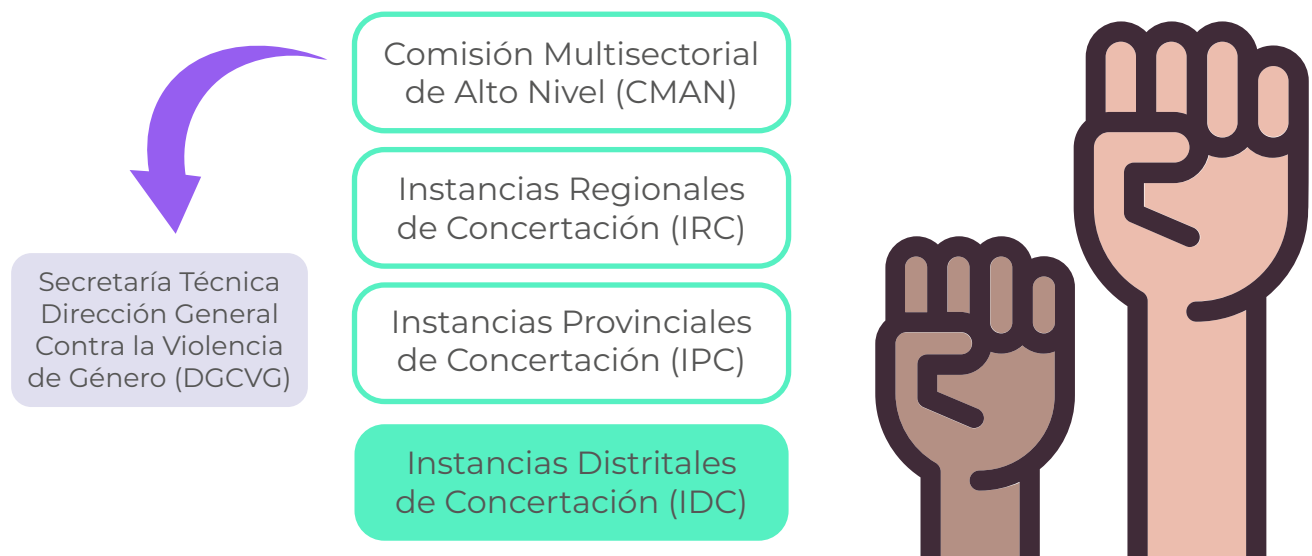 Comisión Multisectorial
de Alto Nivel (CMAN)
Instancias Regionales
de Concertación (IRC)
Secretaría Técnica
Dirección General
Contra la Violencia
de Género (DGCVG)
Instancias Provinciales
de Concertación (IPC)
Instancias Distritales
de Concertación (IDC)